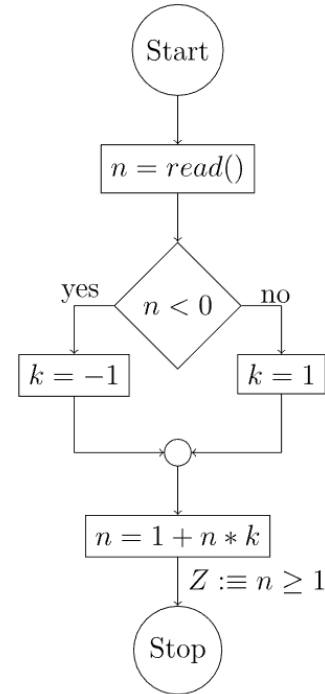 Start
n = read()
yes
n < 0
no
k = −1
k = 1
n = 1 + n ∗ k
Z :≡ n ≥ 1
Stop